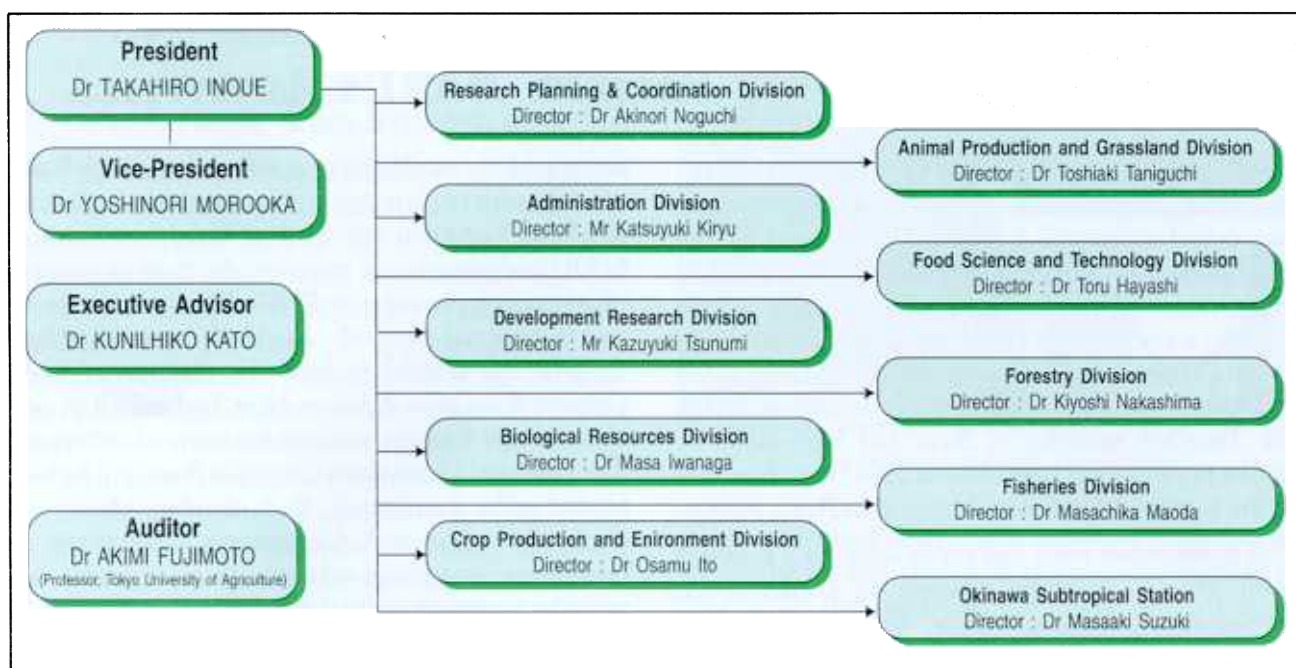 President
Dr TAKAHIRO INOUE
Vice-President
Dr YOSHINORI MOROOKA
Executive Advisor
Dr KUNILHIKO KATO
Auditor
Dr AKIMI FUJIMOTO
(Professor, Tokyo University of Agriculture)
Research Planning & Coordination Division
Director : Dr Akinori Noguchi
Administration Division
Director : Mr Katsuyuki Kiryu
Development Research Division
Director : Mr Kazuyuki Tsunumi
Biological Resources Division
Director : Dr Masa Iwanaga
Crop Production and Enironment Division
Director : Dr Osamu Ito
Animal Production and Grassland Division
Director : Dr Toshiaki Taniguchi
Food Science and Technology Division
Director : Dr Toru Hayashi
Forestry Division
Director : Dr Kiyoshi Nakashima
Fisheries Division
Director : Dr Masachika Maoda
Okinawa Subtropical Station
Director : Dr Masaaki Suzuki